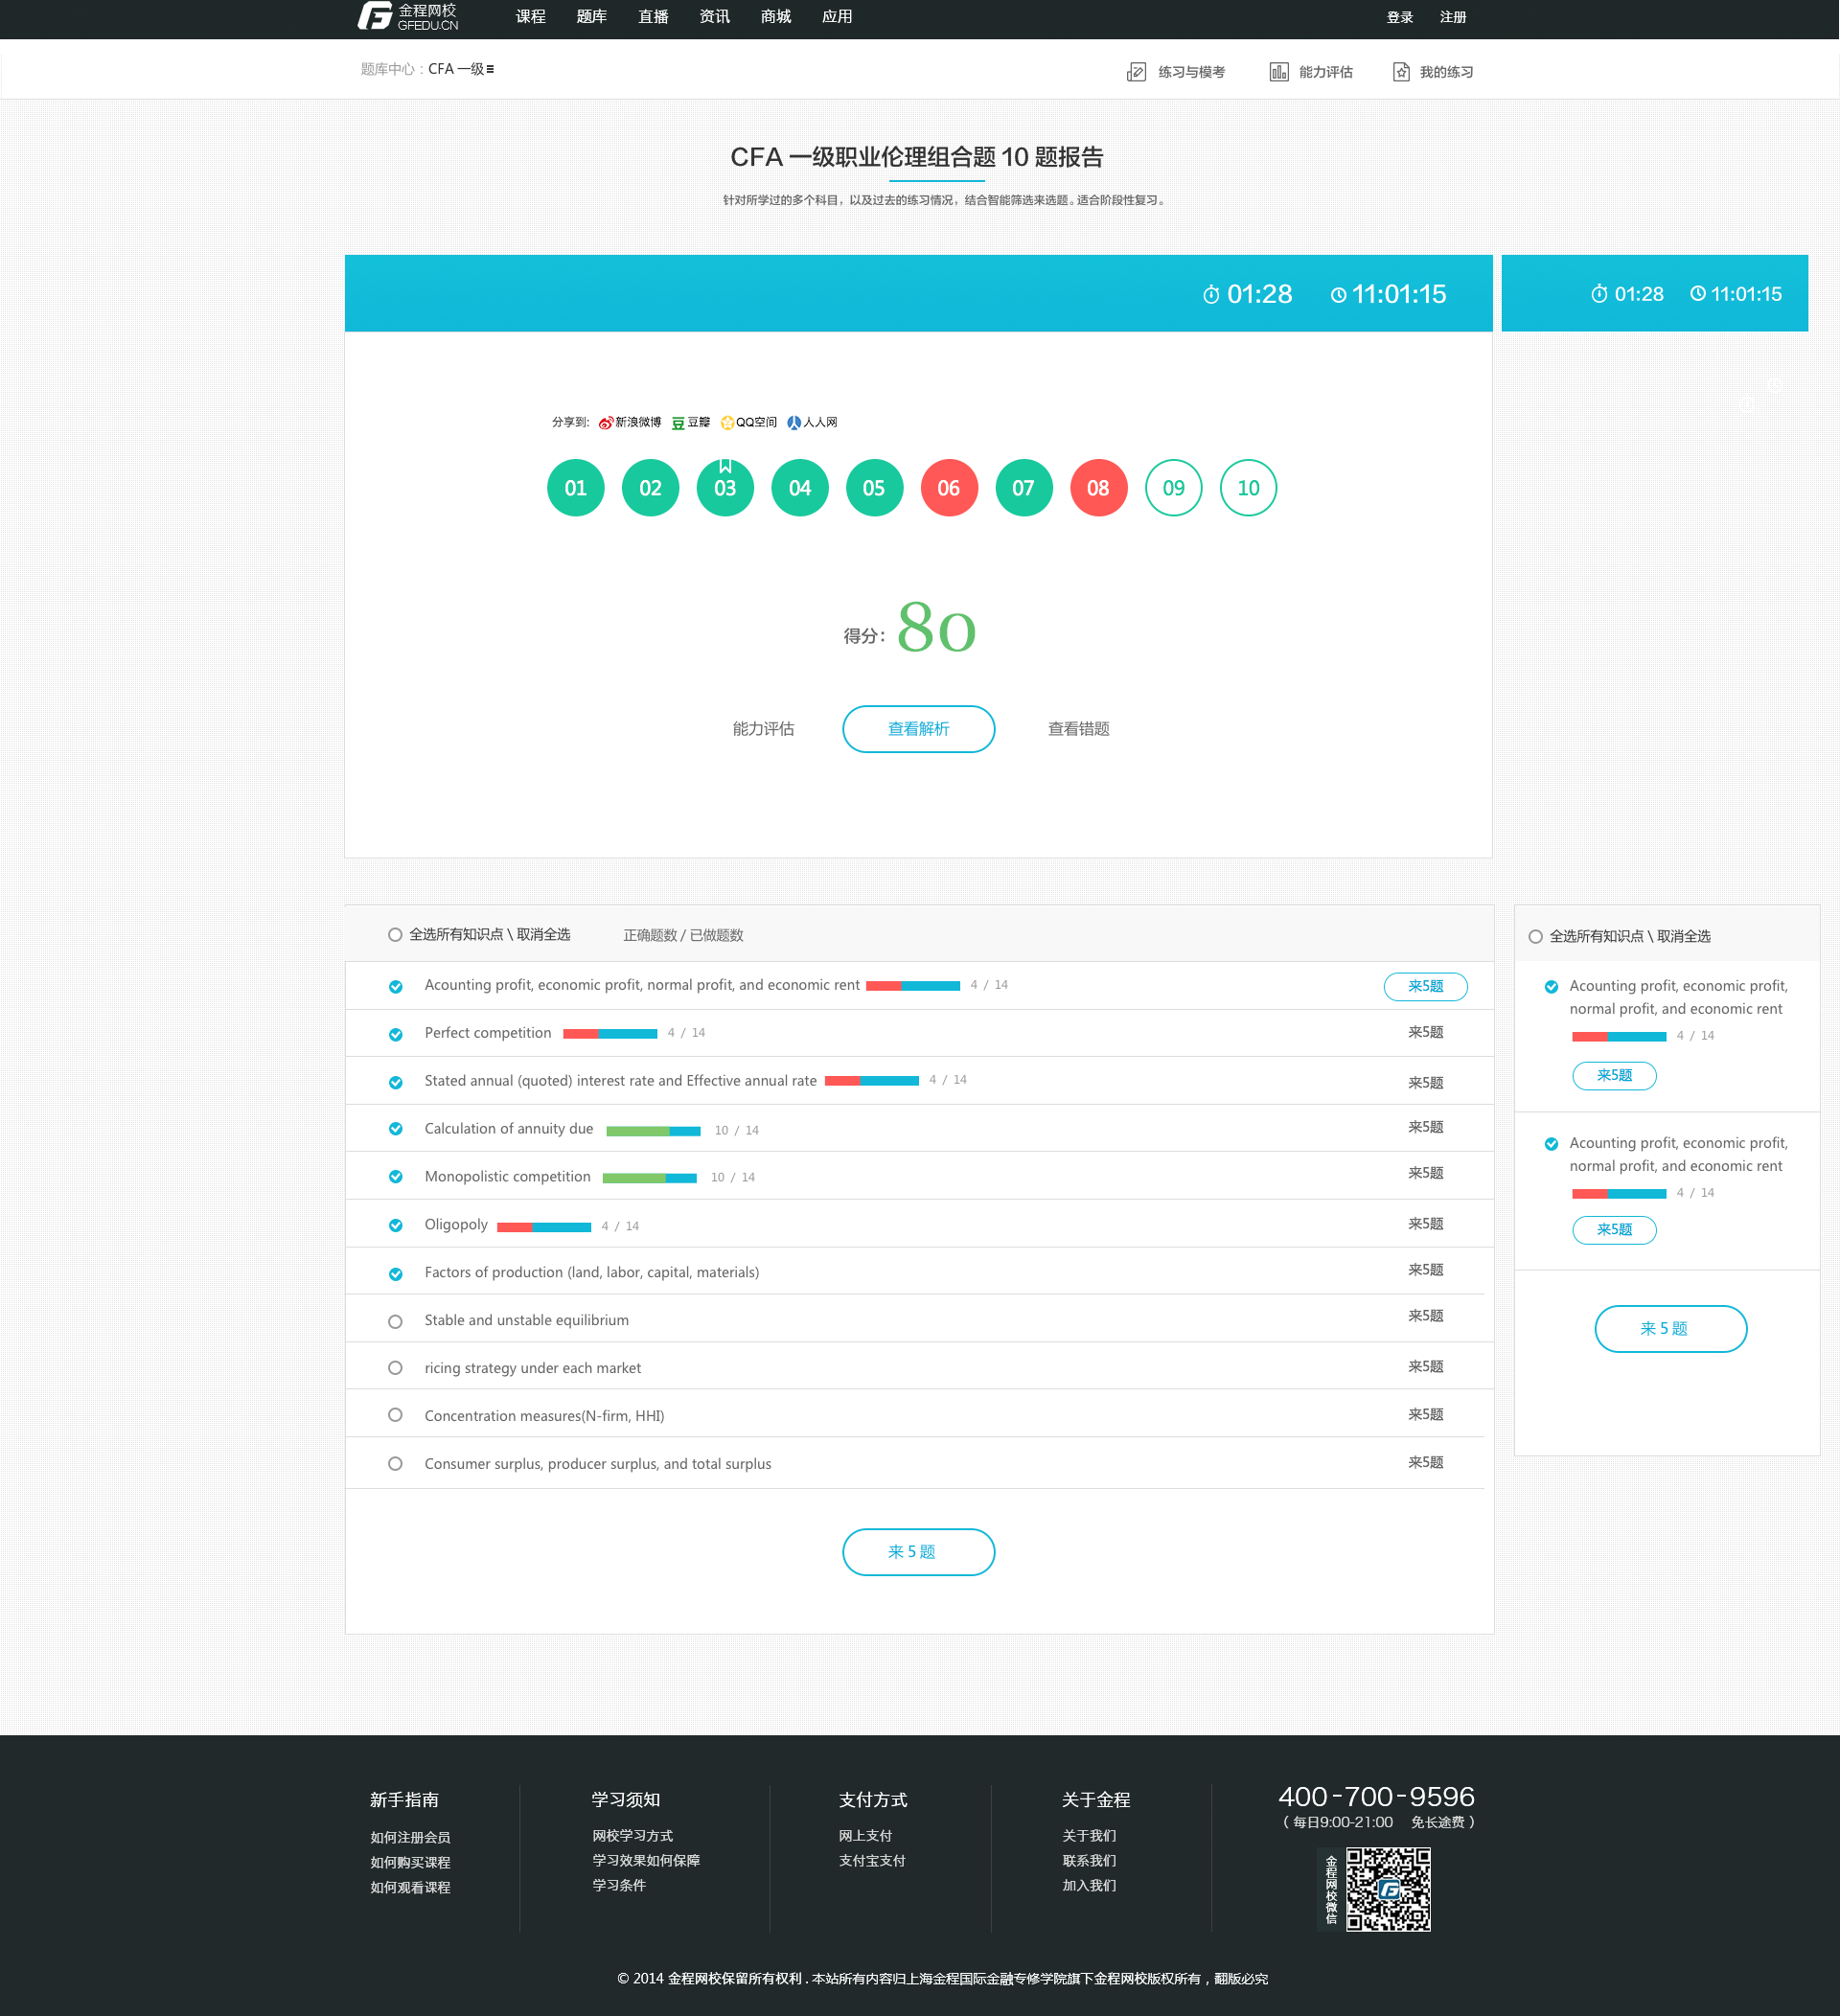 金程网校
GFEDU.CN
课程 题库 直播 资讯 商城 应用
登录 注册
题库中心：CFA 一级
练习与模考 能力评估 我的练习
CFA 一级职业伦理组合题 10 题报告
针对所学过的多个科目，以及过去的练习情况，结合智能筛选来选题。适合阶段性复习。
01:28 11:01:15
01:28 11:01:15
分享到: 新浪微博 豆瓣 QQ空间 人人网
01 02 03 04 05 06 07 08 09 10
得分: 80
能力评估 查看解析 查看错题
全选所有知识点 \ 取消全选 正确题数 / 已做题数
Acounting profit, economic profit, normal profit, and economic rent 4 / 14 来5题
Perfect competition 4 / 14 来5题
Stated annual (quoted) interest rate and Effective annual rate 4 / 14 来5题
Calculation of annuity due 10 / 14 来5题
Monopolistic competition 10 / 14 来5题
Oligopoly 4 / 14 来5题
Factors of production (land, labor, capital, materials) 来5题
Stable and unstable equilibrium 来5题
ricing strategy under each market 来5题
Concentration measures(N-firm, HHI) 来5题
Consumer surplus, producer surplus, and total surplus 来5题
来 5 题
全选所有知识点 \ 取消全选
Acounting profit, economic profit,
normal profit, and economic rent
4 / 14
来5题
Acounting profit, economic profit,
normal profit, and economic rent
4 / 14
来5题
来 5 题
新手指南
如何注册会员
如何购买课程
如何观看课程
学习须知
网校学习方式
学习效果如何保障
学习条件
支付方式
网上支付
支付宝支付
关于金程
关于我们
联系我们
加入我们
400-700-9596
( 每日9:00-21:00 免长途费 )
金程网校微信
© 2014 金程网校保留所有权利 . 本站所有内容归上海金程国际金融专修学院旗下金程网校版权所有，翻版必究